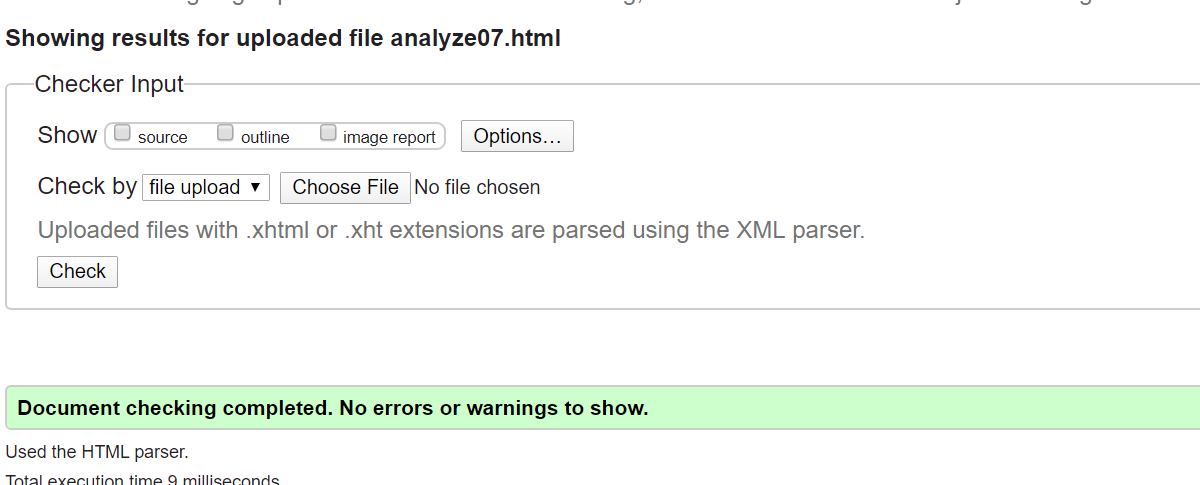 Showing results for uploaded file analyze07.html
Checker Input
Show source outline image report Options…
Check by file upload Choose File No file chosen
Uploaded files with .xhtml or .xht extensions are parsed using the XML parser.
Check
Document checking completed. No errors or warnings to show.
Used the HTML parser.
Total execution time 9 milliseconds